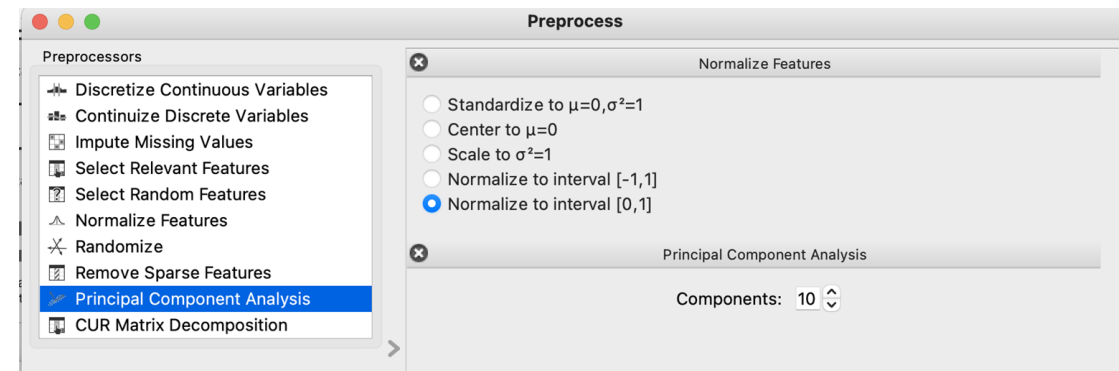 Preprocess
Preprocessors
Discretize Continuous Variables
Continuize Discrete Variables
Impute Missing Values
Select Relevant Features
Select Random Features
Normalize Features
Randomize
Remove Sparse Features
Principal Component Analysis
CUR Matrix Decomposition
Normalize Features
Standardize to μ=0,σ²=1
Center to μ=0
Scale to σ²=1
Normalize to interval [-1,1]
Normalize to interval [0,1]
Principal Component Analysis
Components: 10